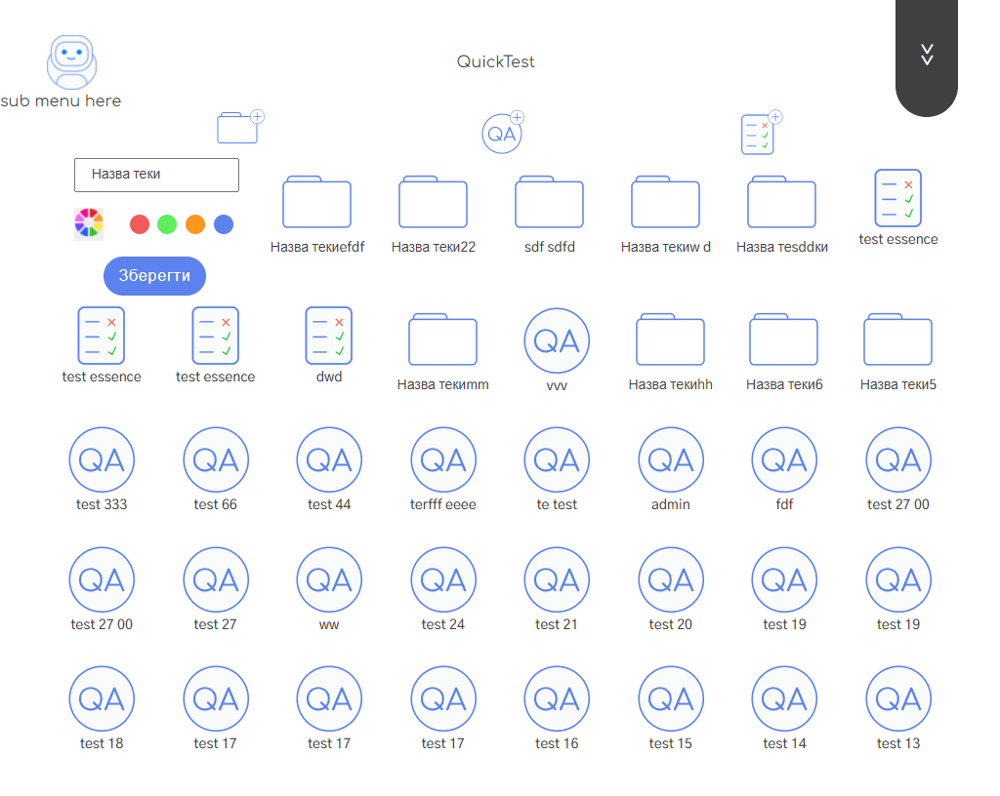 QuickTest
sub menu here
QA
Назва теки
Зберегти
Назва текиefdf
Назва теки22
sdf sdfd
Назва текиw d
Назва тesddки
test essence
test essence
test essence
dwd
Назва текиmm
QA
vvv
Назва текиhh
Назва теки6
Назва теки5
QA QA QA QA QA QA QA QA
test 333 test 66 test 44 terfff eeee te test admin fdf test 27 00
QA QA QA QA QA QA QA QA
test 27 00 test 27 ww test 24 test 21 test 20 test 19 test 19
QA QA QA QA QA QA QA QA
test 18 test 17 test 17 test 17 test 16 test 15 test 14 test 13